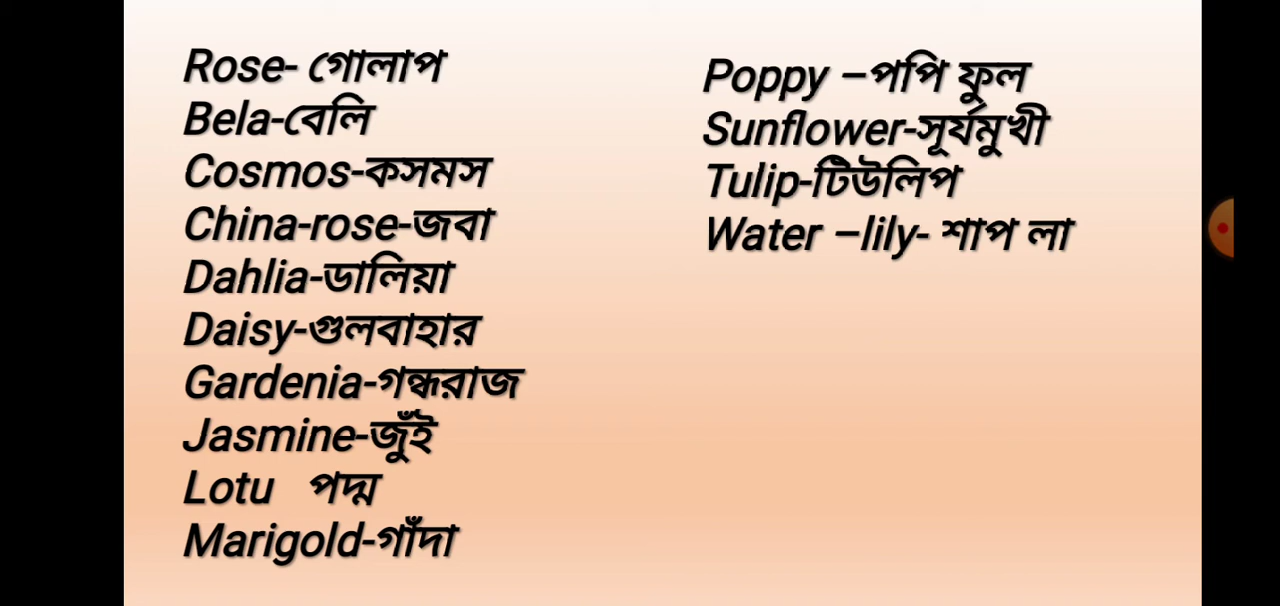 Rose- গোলাপ
Bela-বেলি
Cosmos-কসমস
China-rose-জবা
Dahlia-ডালিয়া
Daisy-গুলবাহার
Gardenia-গন্ধরাজ
Jasmine-জুঁই
Lotu পদ্ম
Marigold-গাঁদা
Poppy –পপি ফুল
Sunflower-সূর্যমুখী
Tulip-টিউলিপ
Water –lily- শাপ লা